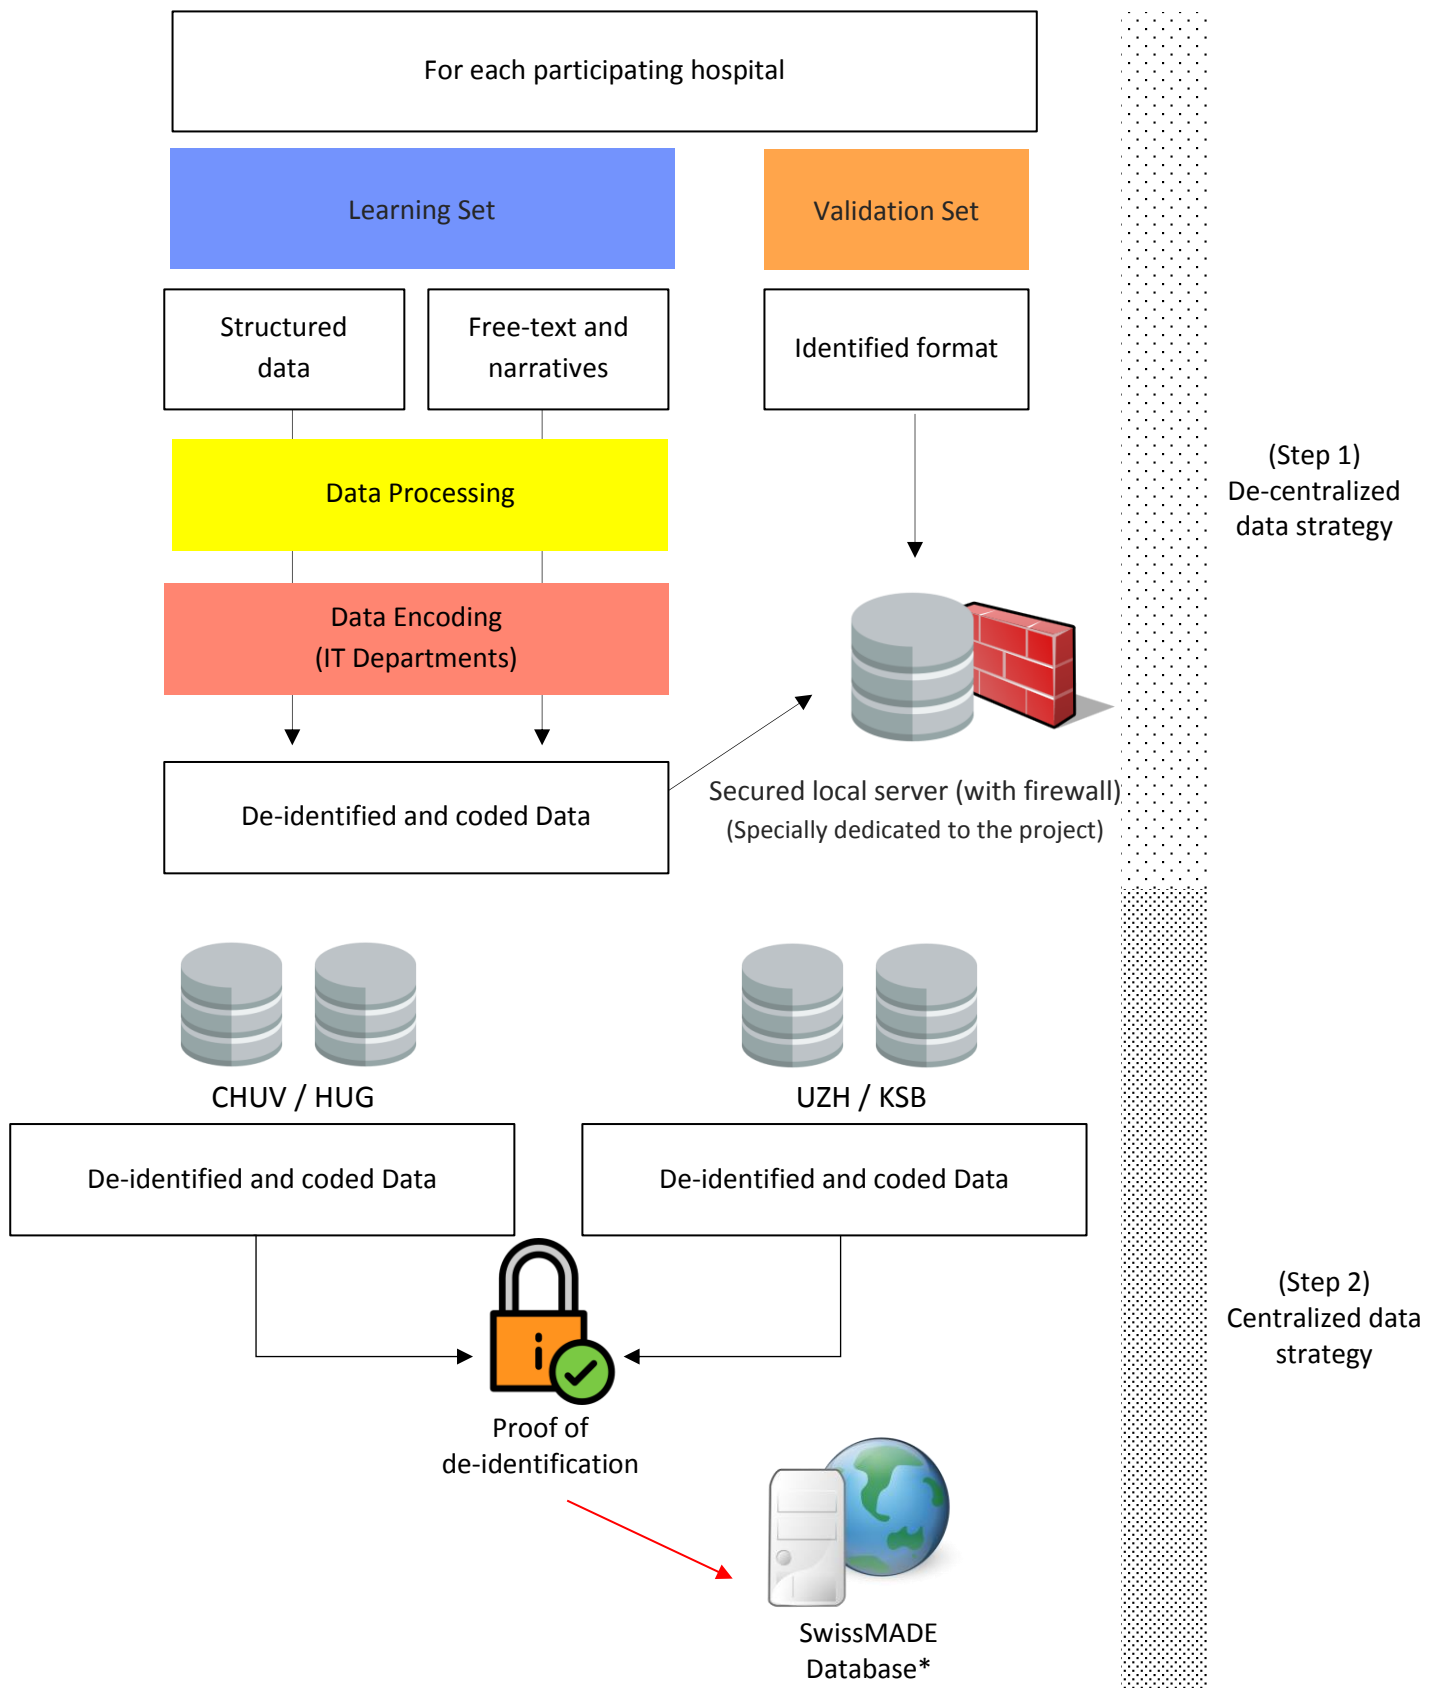 For each participating hospital
Learning Set
Validation Set
Structured
data
Free-text and
narratives
Identified format
Data Processing
(Step 1)
De-centralized
data strategy
Data Encoding
(IT Departments)
De-identified and coded Data
Secured local server (with firewall)
(Specially dedicated to the project)
CHUV / HUG
UZH / KSB
De-identified and coded Data
De-identified and coded Data
(Step 2)
Centralized data
strategy
Proof of
de-identification
SwissMADE
Database*